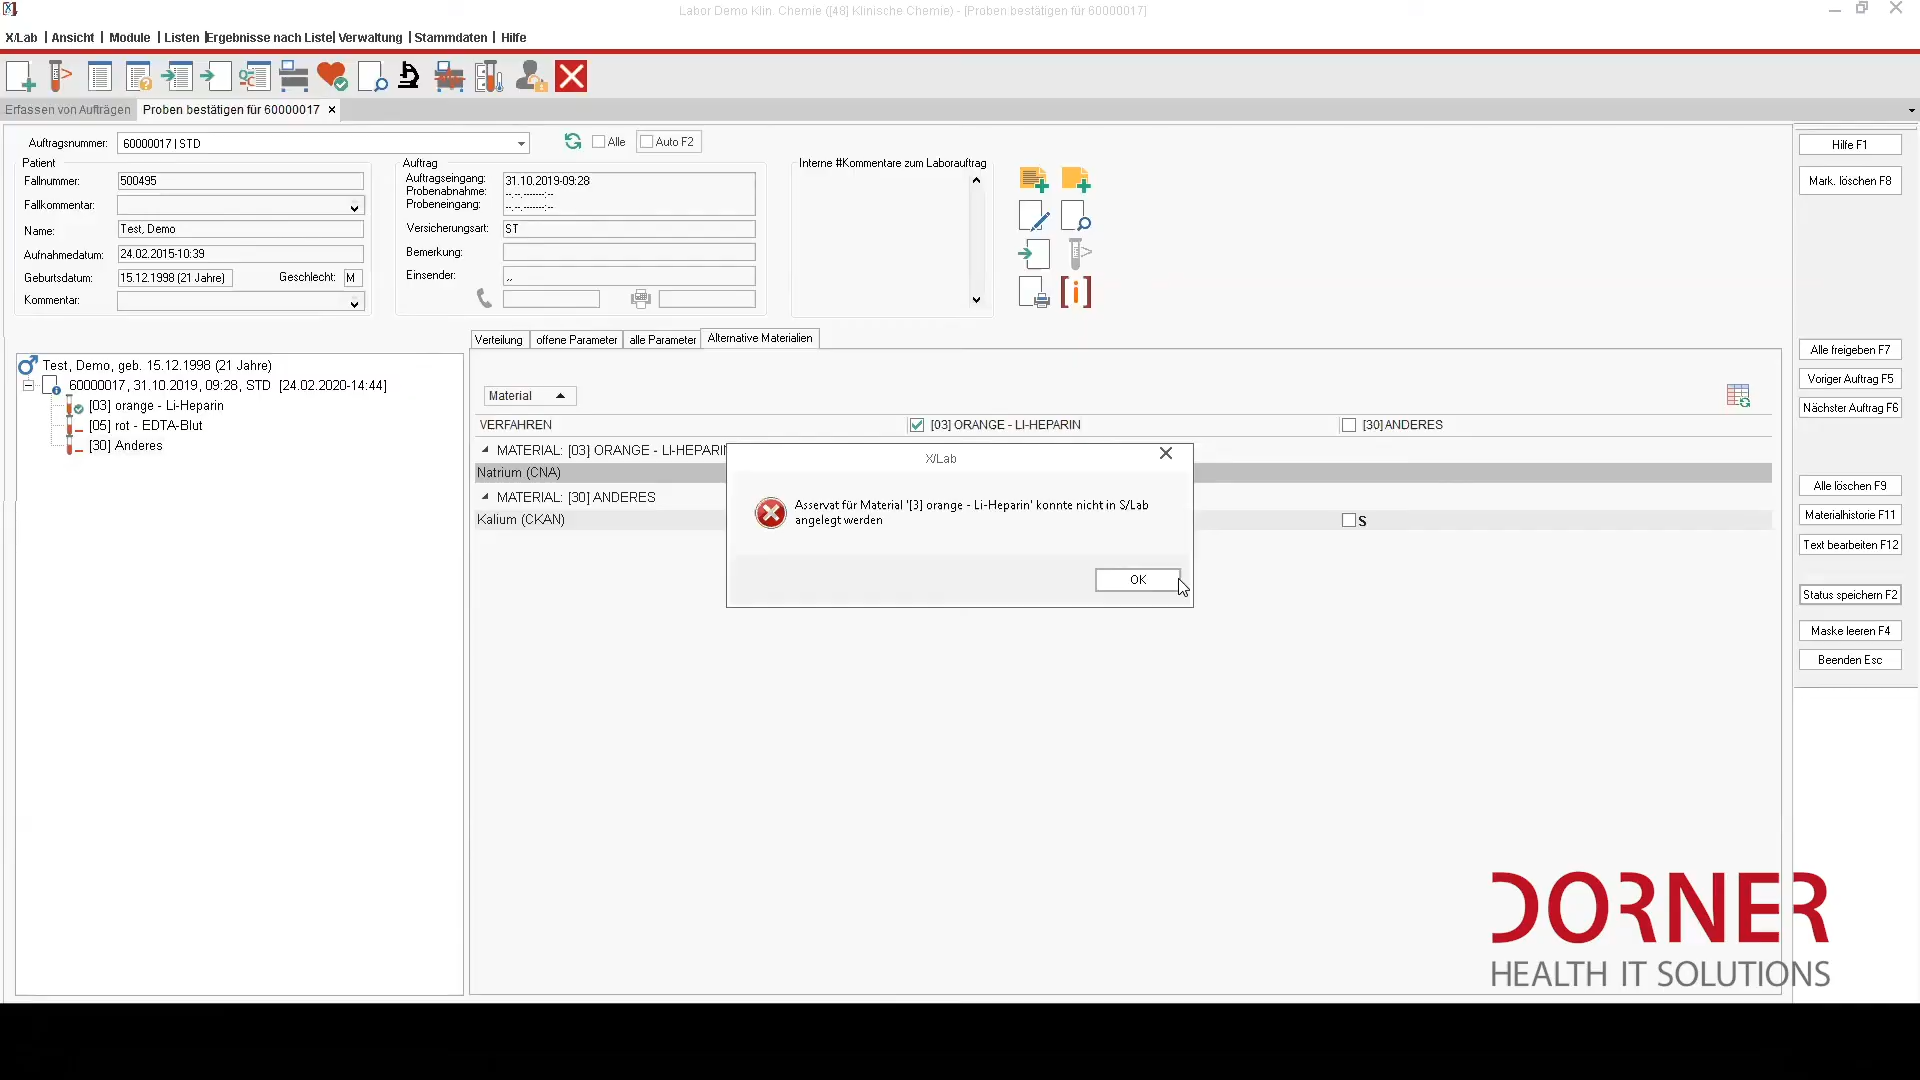 Labor Demo Klin. Chemie ([48] Klinische Chemie) - [Proben bestätigen für 60000017]
X/Lab | Ansicht | Module | Listen |Ergebnisse nach Liste| Verwaltung | Stammdaten | Hilfe
Erfassen von Aufträgen Proben bestätigen für 60000017
Auftragsnummer: 60000017 | STD Alle Auto F2
Hilfe F1
Mark. löschen F8
Patient
Fallnummer: 500495
Fallkommentar:
Name: Test, Demo
Aufnahmedatum: 24.02.2015-10:39
Geburtsdatum: 15.12.1998 (21 Jahre) Geschlecht: M
Kommentar:
Auftrag
Auftragseingang: 31.10.2019-09:28
Probenabnahme: --.--.----:--
Probeneingang: --.--.----:--
Versicherungsart: ST
Bemerkung:
Einsender: ,,
Interne #Kommentare zum Laborauftrag
Verteilung offene Parameter alle Parameter Alternative Materialien
Test, Demo, geb. 15.12.1998 (21 Jahre)
60000017, 31.10.2019, 09:28, STD [24.02.2020-14:44]
[03] orange - Li-Heparin
[05] rot - EDTA-Blut
[30] Anderes
Material
VERFAHREN [03] ORANGE - LI-HEPARIN [30] ANDERES
MATERIAL: [03] ORANGE - LI-HEPARIN
Natrium (CNA)
MATERIAL: [30] ANDERES
Kalium (CKAN) S
X/Lab
Asservat für Material '[3] orange - Li-Heparin' konnte nicht in S/Lab
angelegt werden
OK
Alle freigeben F7
Voriger Auftrag F5
Nächster Auftrag F6
Alle löschen F9
Materialhistorie F11
Text bearbeiten F12
Status speichern F2
Maske leeren F4
Beenden Esc
DORNER
HEALTH IT SOLUTIONS